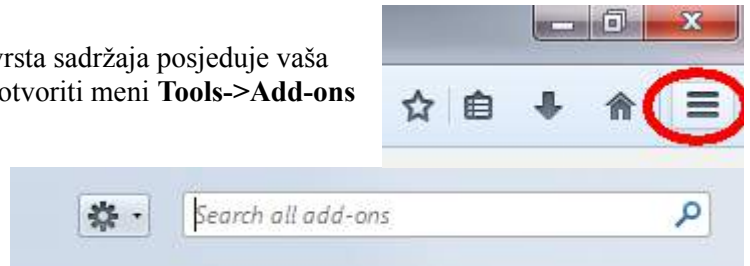 vrsta sadržaja posjeduje vaša
otvoriti meni Tools->Add-ons
Search all add-ons